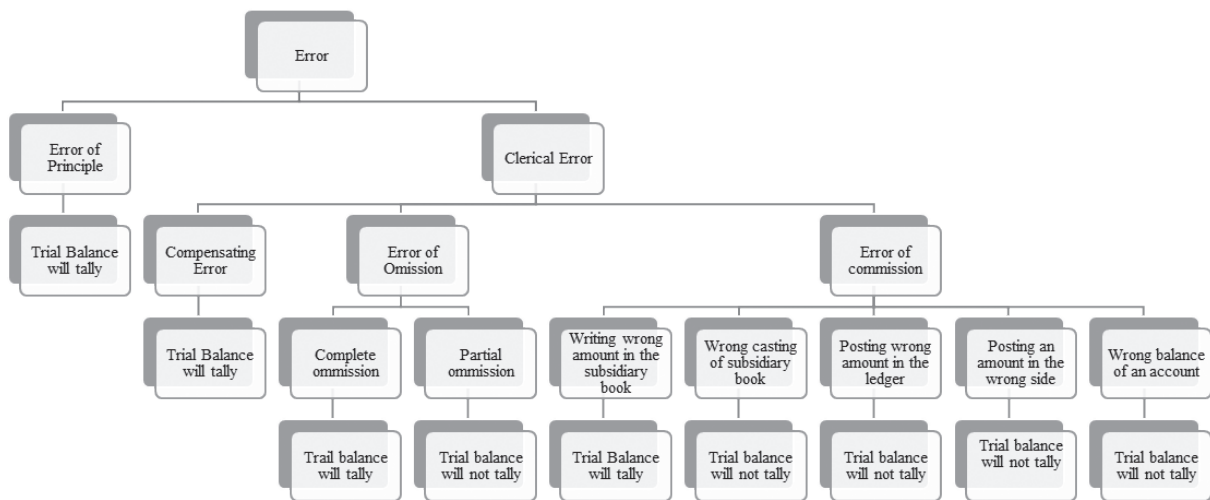 Error
Error of
Principle
Clerical Error
Trial Balance
will tally
Compensating
Error
Error of
Omission
Error of
commission
Trial Balance
will tally
Complete
ommission
Partial
ommission
Writing wrong
amount in the
subsidiary
book
Wrong casting
of subsidiary
book
Posting wrong
amount in the
ledger
Posting an
amount in the
wrong side
Wrong balance
of an account
Trail balance
will tally
Trial balance
will not tally
Trial Balance
will tally
Trial balance
will not tally
Trial balance
will not tally
Trial balance
will not tally
Trial balance
will not tally